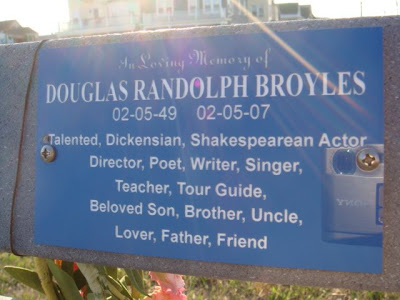 In Loving Memory of
DOUGLAS RANDOLPH BROYLES
02-05-49 02-05-07
Talented, Dickensian, Shakespearean Actor
Director, Poet, Writer, Singer,
Teacher, Tour Guide,
Beloved Son, Brother, Uncle,
Lover, Father, Friend